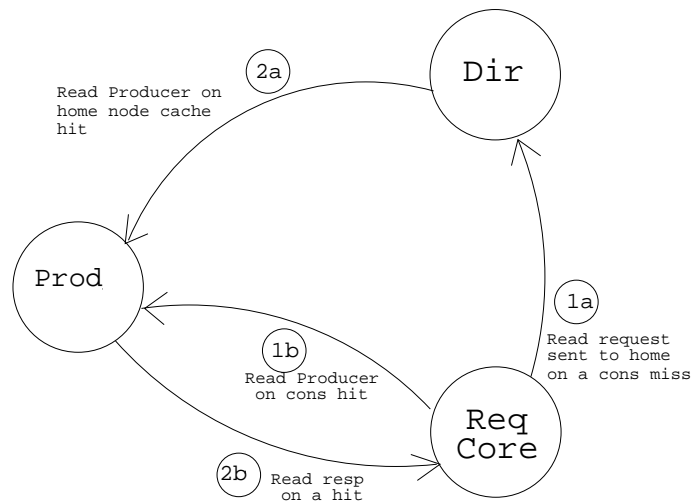 2a
Dir
Read Producer on
home node cache
hit
Prod
1a
Read request
sent to home
on a cons miss
1b
Read Producer
on cons hit
Req
Core
2b
Read resp
on a hit